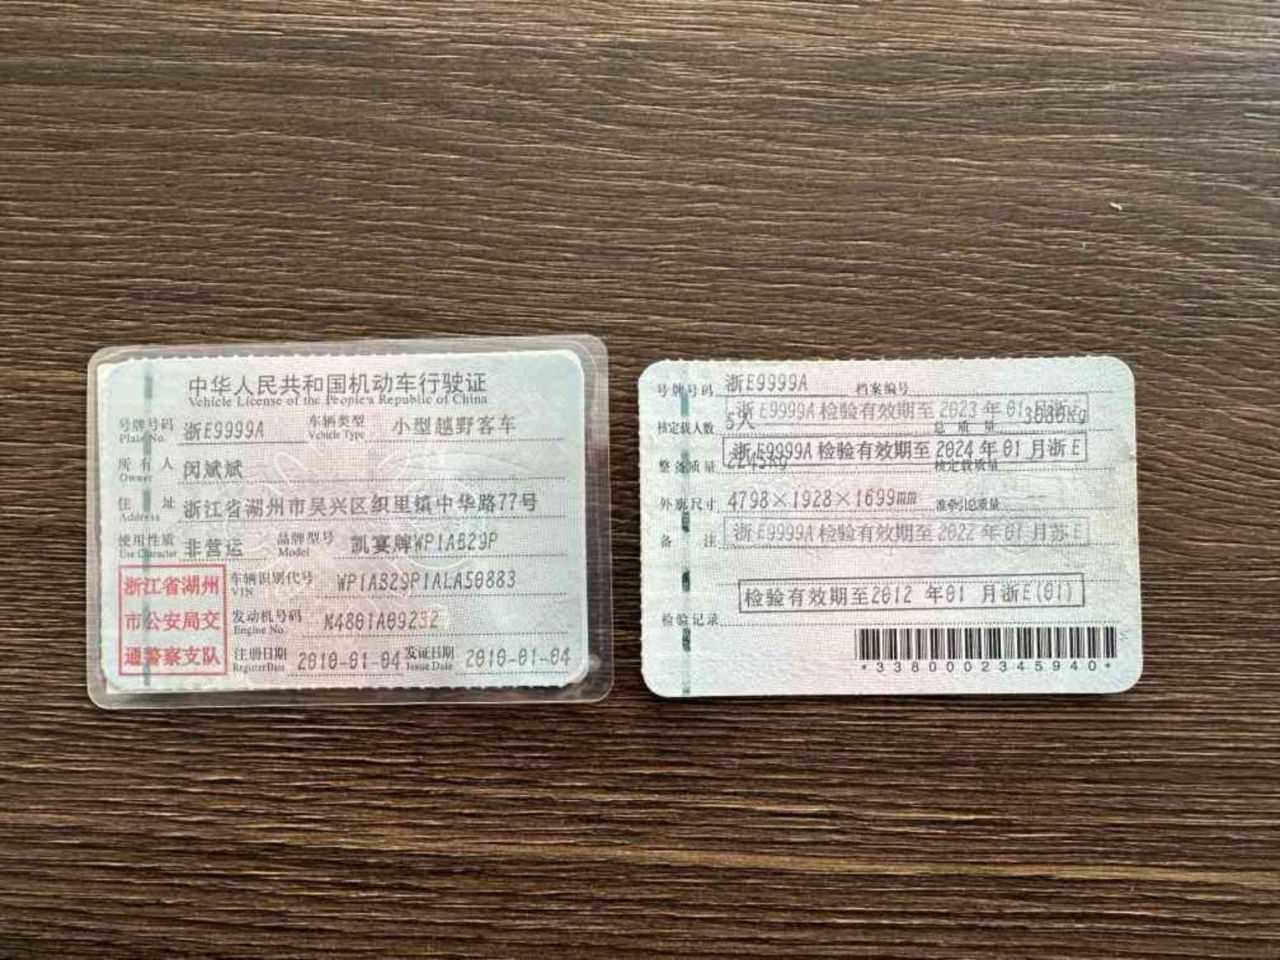 中华人民共和国机动车行驶证
Vehicle License of the People's Republic of China
号牌号码 浙E9999A 车辆类型 小型越野客车
Plate No. Vehicle Type
所有人 闵斌斌
Owner
住址 浙江省湖州市吴兴区织里镇中华路77号
Address
使用性质 非营运 品牌型号 凯宴牌WP1AB29P
Use Character Model
浙江省湖州
市公安局交
通警察支队
车辆识别代号 WP1AB29P1ALA50883
VIN
发动机号码 M4801A09232
Engine No.
注册日期 2010-01-04 发证日期 2010-01-04
Register Date Issue Date
号牌号码 浙E9999A 档案编号
浙E9999A检验有效期至2023年01月浙E
核定载人数 5人 总质量 3080kg
浙E9999A检验有效期至2024年01月浙E
整备质量 核定载质量
外廓尺寸 4798×1928×1699mm 准牵引总质量 --
备注 浙E9999A检验有效期至2022年01月苏E
检验有效期至2012年01月浙E(01)
检验记录
*3380002345940*